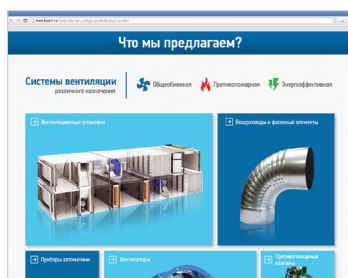 Что мы предлагаем?
Системы вентиляции
различного назначения
Общеобменная
Противопожарная
Энергоэффективная
Вентиляционные установки
Воздуховоды и фасонные элементы
Приборы автоматики
Вентиляторы
Противопожарные
клапаны